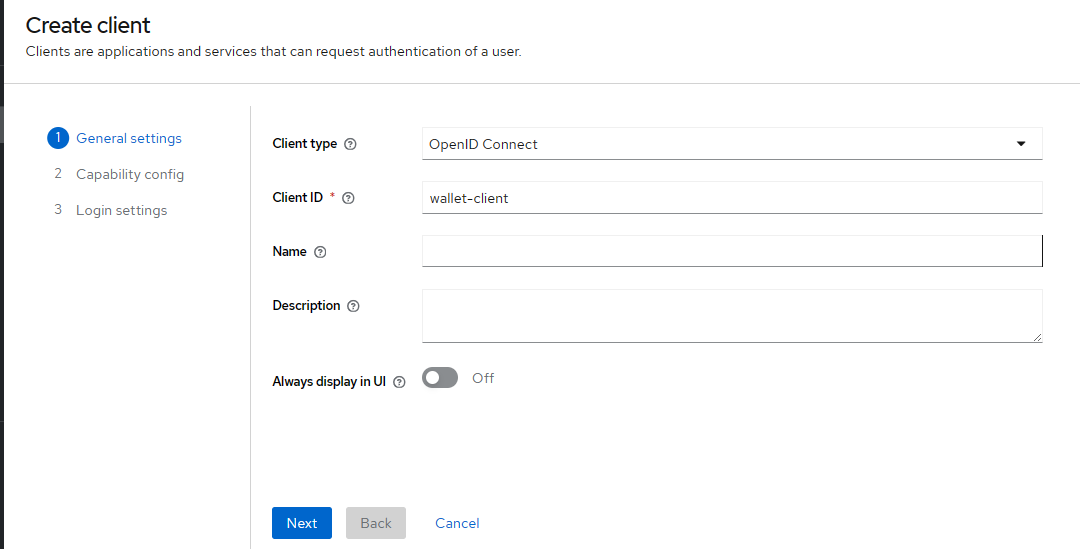 Create client
Clients are applications and services that can request authentication of a user.
1 General settings
2 Capability config
3 Login settings
Client type
OpenID Connect
Client ID *
wallet-client
Name
Description
Always display in UI
Off
Next
Back
Cancel